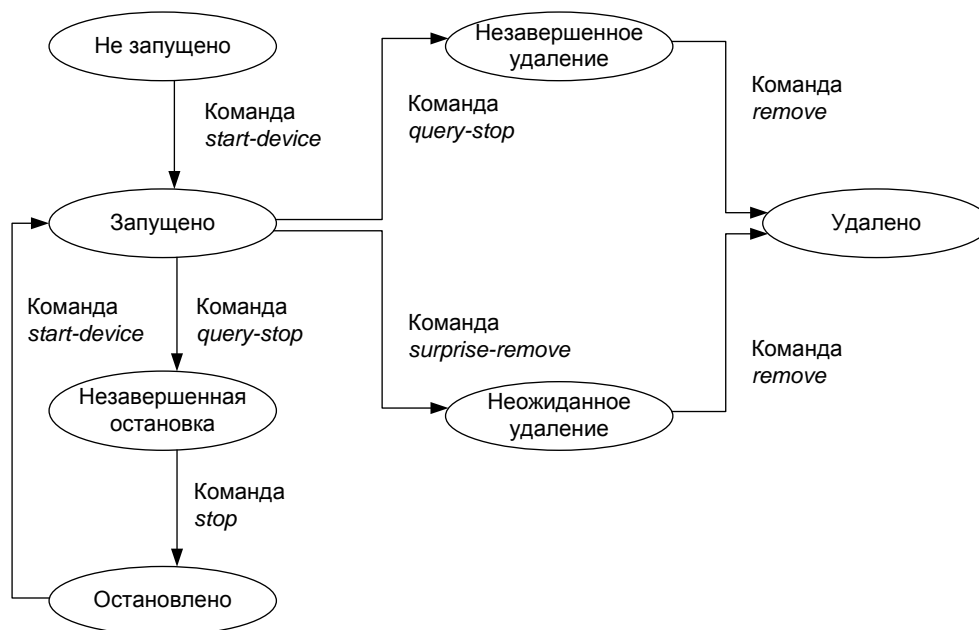 Не запущено
Команда
start-device
Незавершенное
удаление
Команда
query-stop
Команда
remove
Запущено
Удалено
Команда
start-device
Команда
query-stop
Команда
surprise-remove
Команда
remove
Незавершенная
остановка
Неожиданное
удаление
Команда
stop
Остановлено